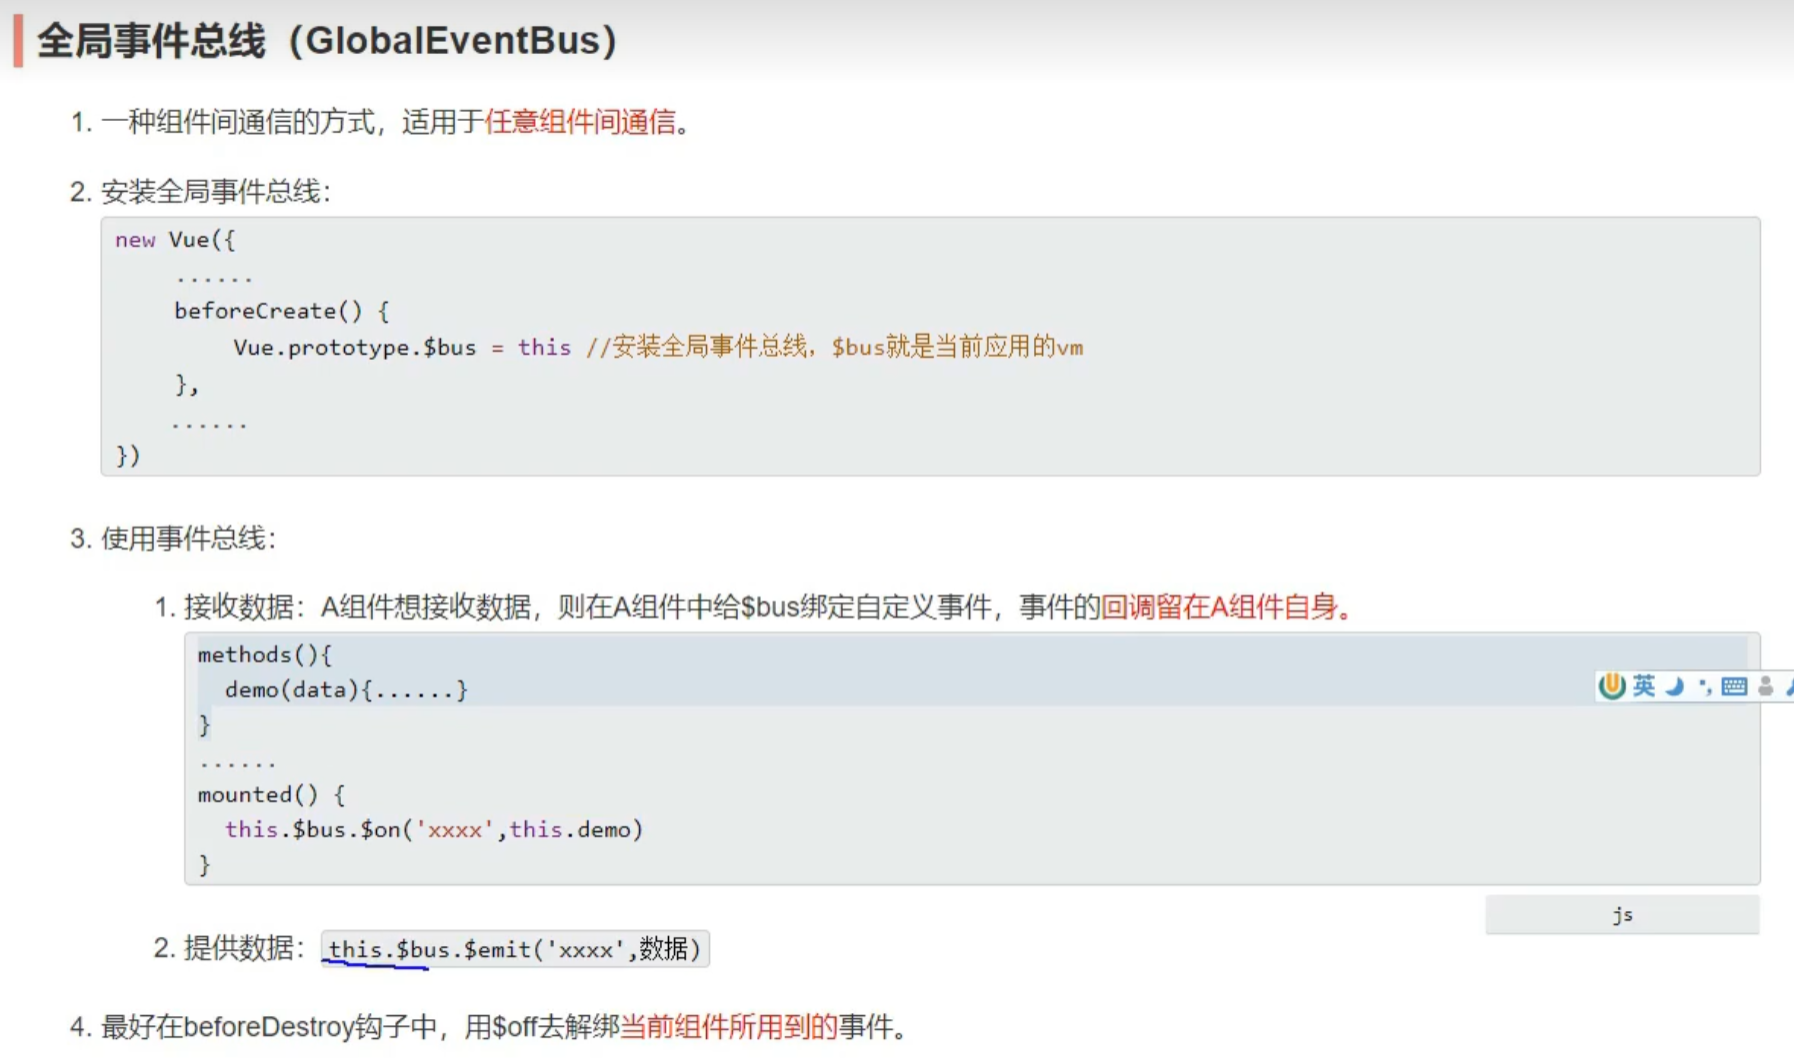 全局事件总线（GlobalEventBus）
1. 一种组件间通信的方式，适用于任意组件间通信。
2. 安装全局事件总线：
new Vue({
......
beforeCreate() {
Vue.prototype.$bus = this //安装全局事件总线，$bus就是当前应用的vm
},
......
})
3. 使用事件总线：
1. 接收数据：A组件想接收数据，则在A组件中给$bus绑定自定义事件，事件的回调留在A组件自身。
methods(){
demo(data){......}
}
......
mounted() {
this.$bus.$on('xxxx',this.demo)
}
英
js
2. 提供数据：this.$bus.$emit('xxxx',数据)
4. 最好在beforeDestroy钩子中，用$off去解绑当前组件所用到的事件。